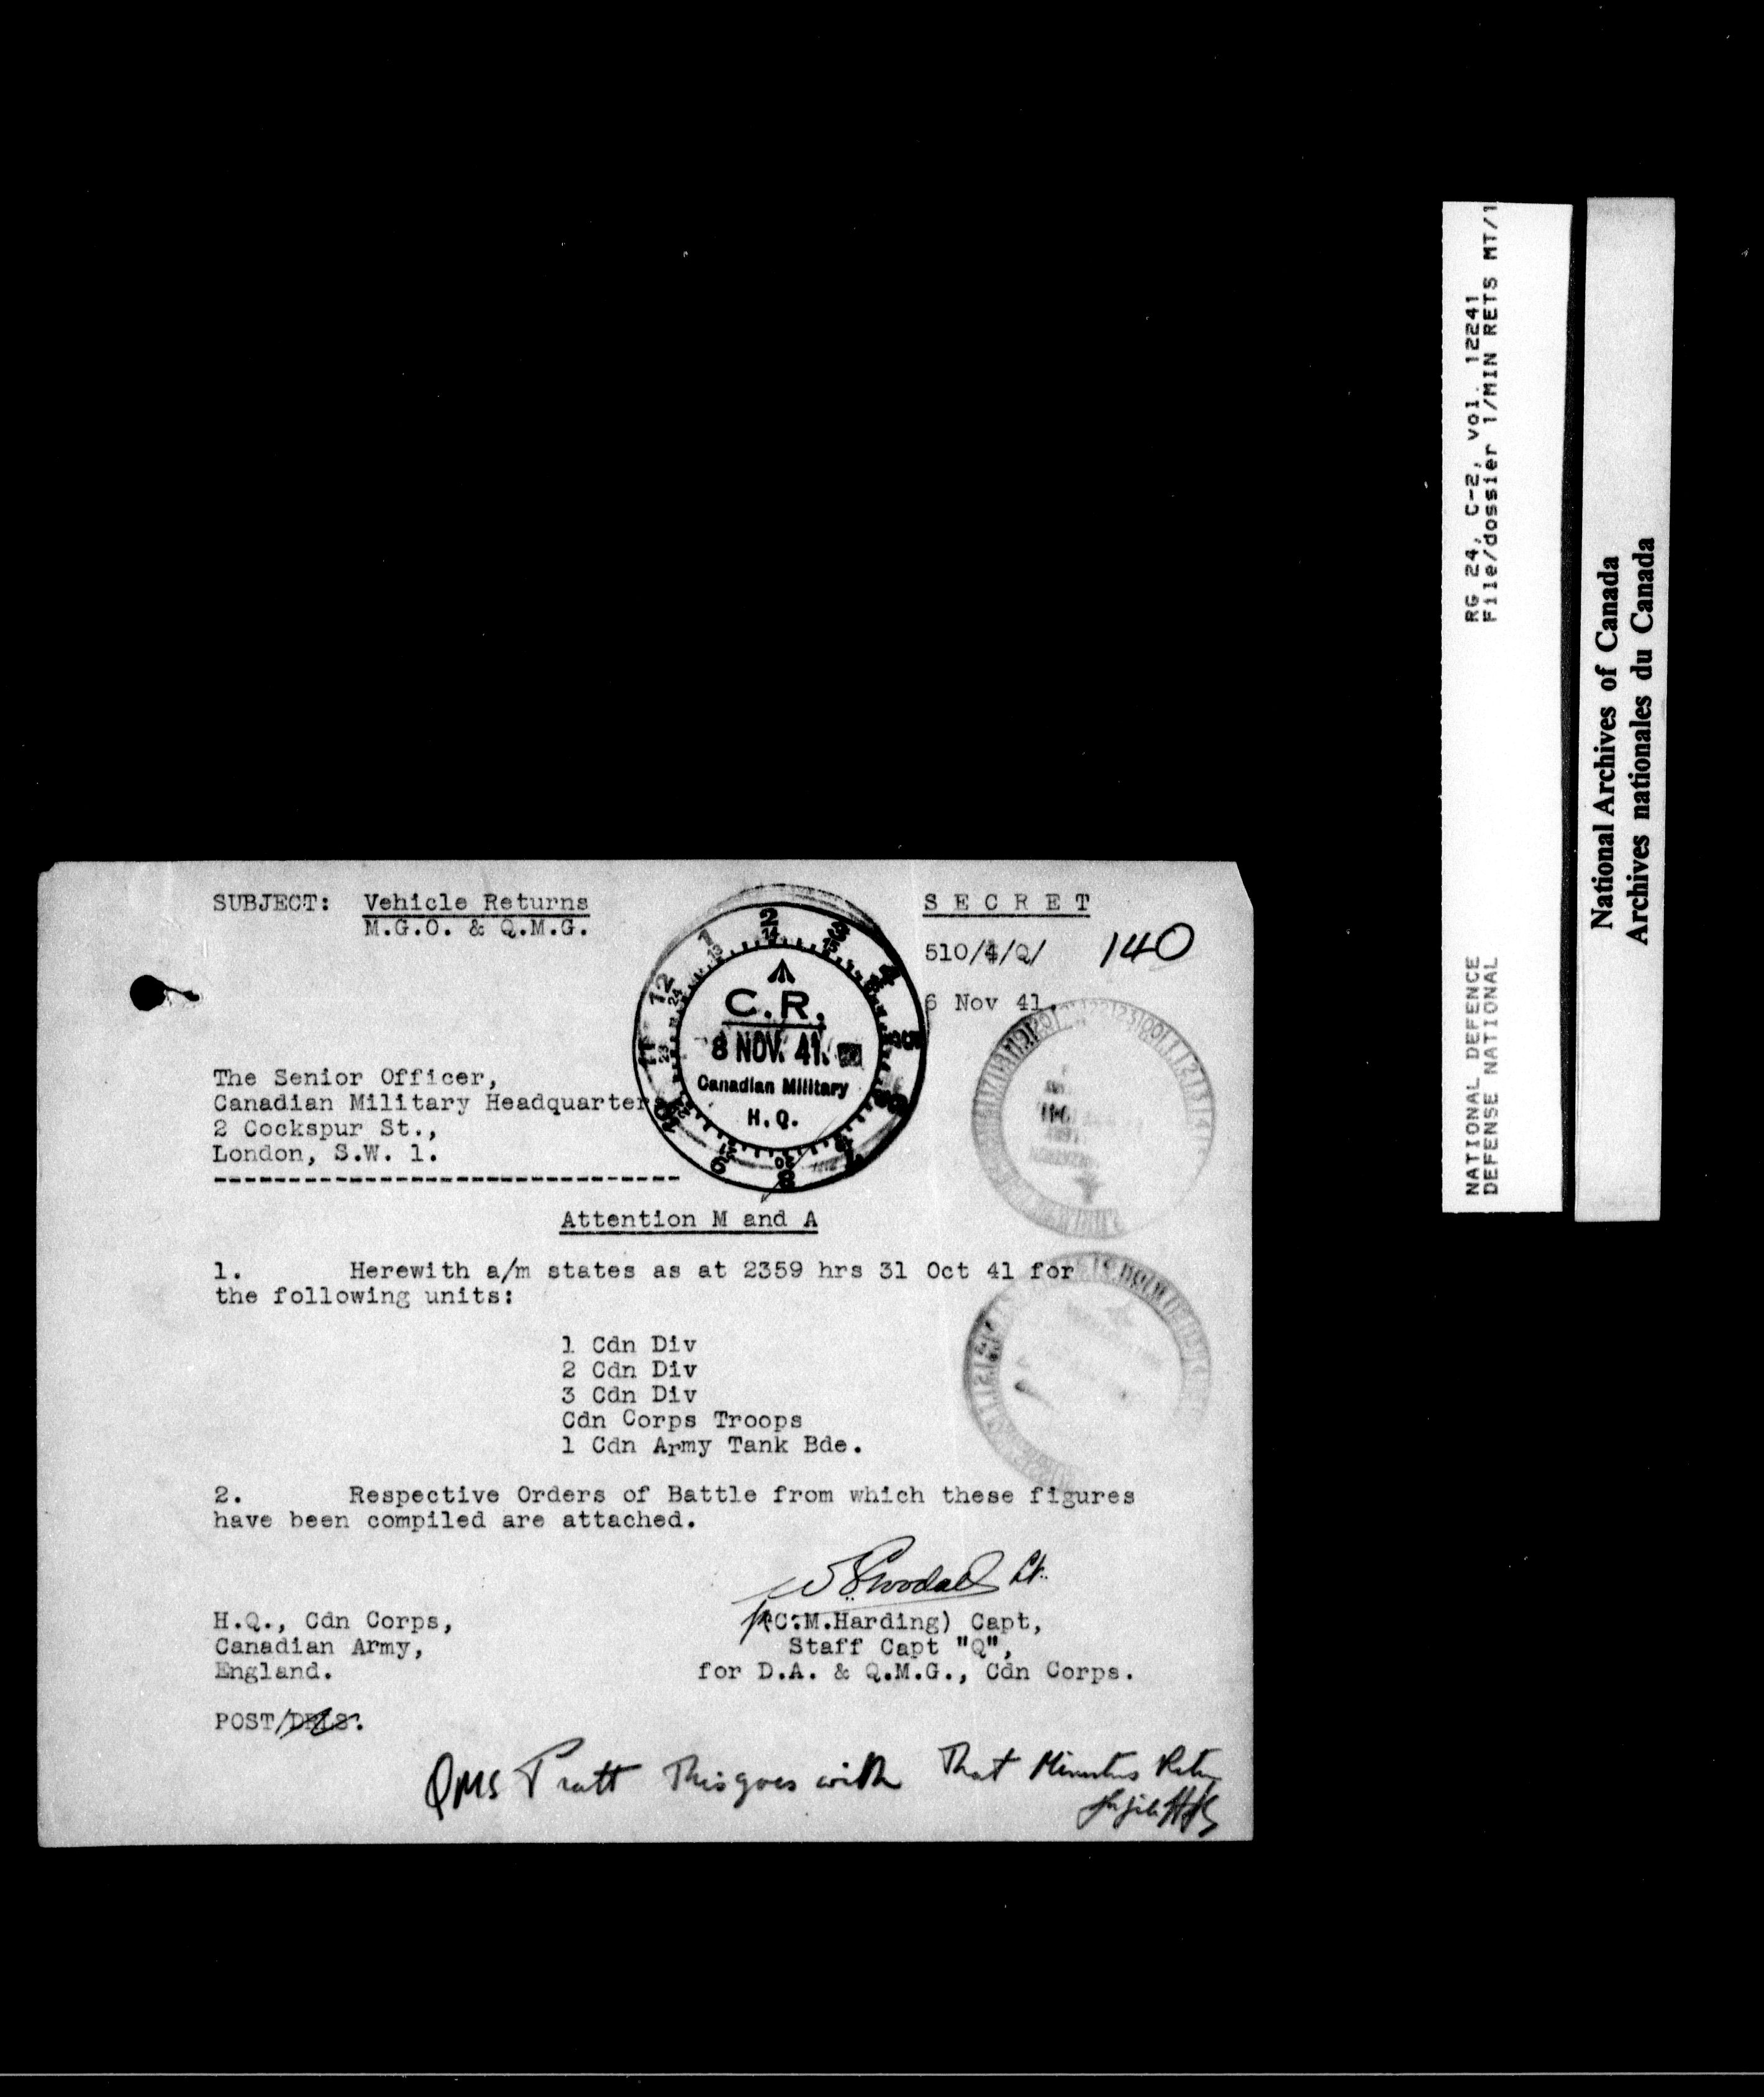 SUBJECT: Vehicle Returns
M.G.O. & Q.M.G.
S E C R E T
510/4/Q/ 140
6 Nov 41.
C.R.
8 NOV. 41.
Canadian Military
H.Q.
The Senior Officer,
Canadian Military Headquarters
2 Cockspur St.,
London, S.W. 1.
Attention M and A
1. Herewith a/m states as at 2359 hrs 31 Oct 41 for
the following units:
1 Cdn Div
2 Cdn Div
3 Cdn Div
Cdn Corps Troops
1 Cdn Army Tank Bde.
2. Respective Orders of Battle from which these figures
have been compiled are attached.
Lt.
H.Q., Cdn Corps,
Canadian Army,
England.
(C.M.Harding) Capt,
Staff Capt "Q",
for D.A. & Q.M.G., Cdn Corps.
POST/
QMS Pratt This goes with That Ministers
RG 24, C-2, vol. 12241
File/dossier 1/MIN RETS MT/1
NATIONAL DEFENCE
DEFENSE NATIONAL
National Archives of Canada
Archives nationales du Canada